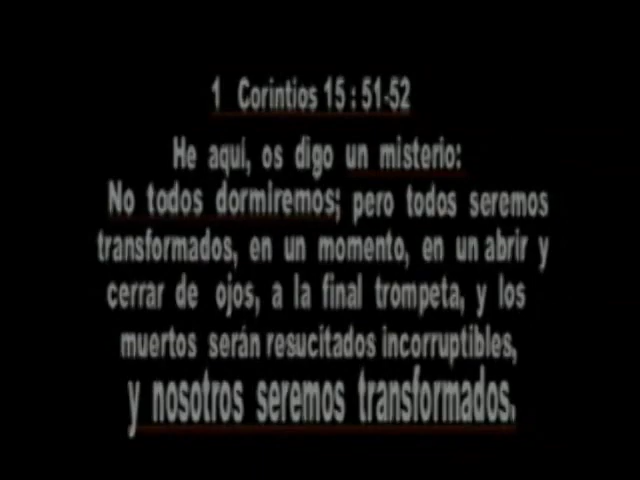 1 Corintios 15 : 51-52
He aquí, os digo un misterio:
No todos dormiremos; pero todos seremos
transformados, en un momento, en un abrir y
cerrar de ojos, a la final trompeta, y los
muertos serán resucitados incorruptibles,
y nosotros seremos transformados.